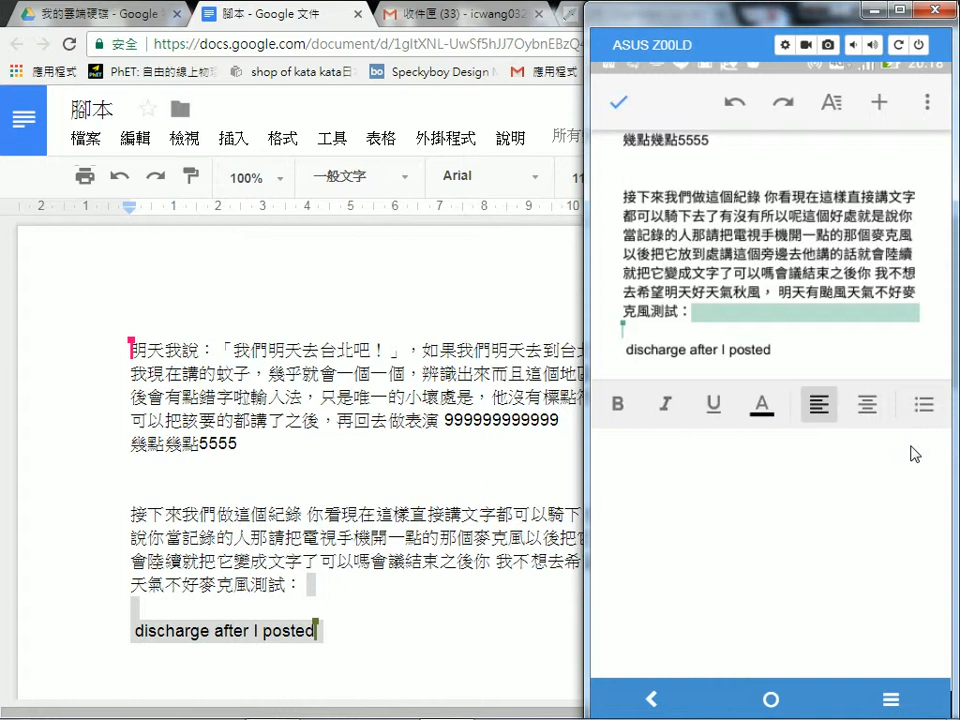 我的雲端硬碟 - Google
腳本 - Google 文件
收件匣 (33) - icwang032
安全
https://docs.google.com/document/d/1gItXNL-UwSf5hJJ7OybnEBzQ4
應用程式
PhET: 自由的線上物理
shop of kata kata日
Speckyboy Design
應用程式
腳本
檔案 編輯 檢視 插入 格式 工具 表格 外掛程式 說明 所有
100% 一般文字 Arial 11
2 1 1 2 3 4 5 6 7 8 9 10
明天我說：「我們明天去台北吧！」，如果我們明天去到台
我現在講的蚊子，幾乎就會一個一個，辨識出來而且這個地
後會有點錯字啦輸入法，只是唯一的小壞處是，他沒有標點
可以把該要的都講了之後，再回去做表演 999999999999
幾點幾點5555
接下來我們做這個紀錄 你看現在這樣直接講文字都可以騎下
說你當記錄的人那請把電視手機開一點的那個麥克風以後把它
會陸續就把它變成文字了可以嗎會議結束之後你 我不想去希
天氣不好麥克風測試：
discharge after I posted
ASUS Z00LD
20:18
幾點幾點5555
接下來我們做這個紀錄 你看現在這樣直接講文字
都可以騎下去了有沒有所以呢這個好處就是說你
當記錄的人那請把電視手機開一點的那個麥克風
以後把它放到處講這個旁邊去他講的話就會陸續
就把它變成文字了可以嗎會議結束之後你 我不想
去希望明天好天氣秋風， 明天有颱風天氣不好麥
克風測試：
discharge after I posted
B I U A